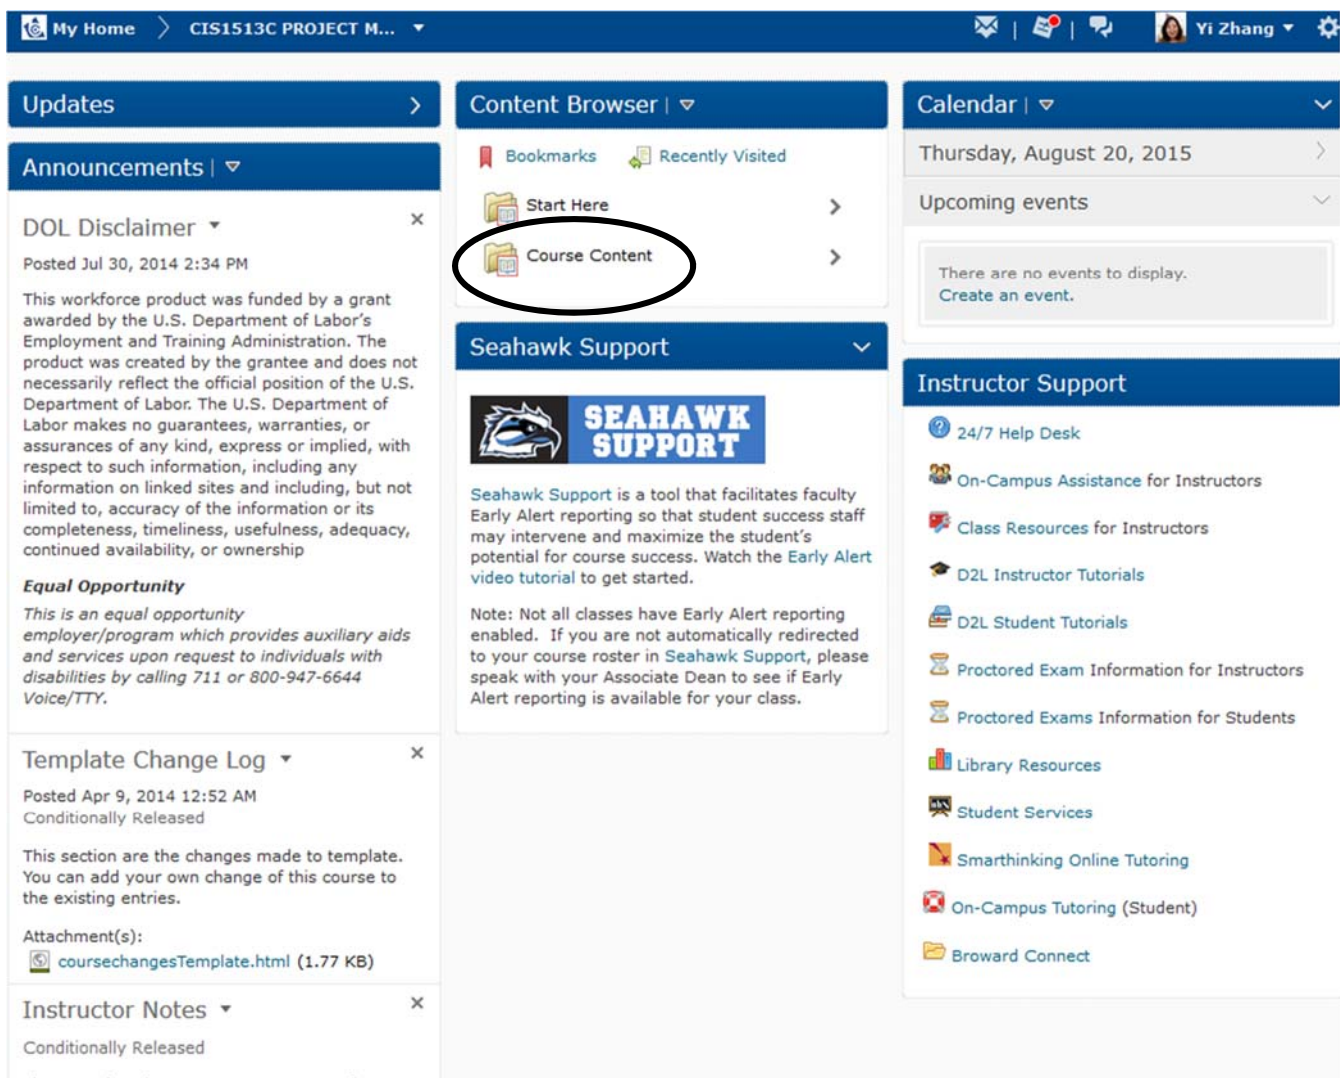 My Home
CIS1513C PROJECT M...
Yi Zhang
Updates
Announcements
DOL Disclaimer
Posted Jul 30, 2014 2:34 PM
This workforce product was funded by a grant
awarded by the U.S. Department of Labor's
Employment and Training Administration. The
product was created by the grantee and does not
necessarily reflect the official position of the U.S.
Department of Labor. The U.S. Department of
Labor makes no guarantees, warranties, or
assurances of any kind, express or implied, with
respect to such information, including any
information on linked sites and including, but not
limited to, accuracy of the information or its
completeness, timeliness, usefulness, adequacy,
continued availability, or ownership
Equal Opportunity
This is an equal opportunity
employer/program which provides auxiliary aids
and services upon request to individuals with
disabilities by calling 711 or 800-947-6644
Voice/TTY.
Template Change Log
Posted Apr 9, 2014 12:52 AM
Conditionally Released
This section are the changes made to template.
You can add your own change of this course to
the existing entries.
Attachment(s):
coursechangesTemplate.html (1.77 KB)
Instructor Notes
Conditionally Released
Content Browser
Bookmarks
Recently Visited
Start Here
Course Content
Seahawk Support
SEAHAWK
SUPPORT
Seahawk Support is a tool that facilitates faculty
Early Alert reporting so that student success staff
may intervene and maximize the student's
potential for course success. Watch the Early Alert
video tutorial to get started.
Note: Not all classes have Early Alert reporting
enabled. If you are not automatically redirected
to your course roster in Seahawk Support, please
speak with your Associate Dean to see if Early
Alert reporting is available for your class.
Calendar
Thursday, August 20, 2015
Upcoming events
There are no events to display.
Create an event.
Instructor Support
24/7 Help Desk
On-Campus Assistance for Instructors
Class Resources for Instructors
D2L Instructor Tutorials
D2L Student Tutorials
Proctored Exam Information for Instructors
Proctored Exams Information for Students
Library Resources
Student Services
Smarthinking Online Tutoring
On-Campus Tutoring (Student)
Broward Connect